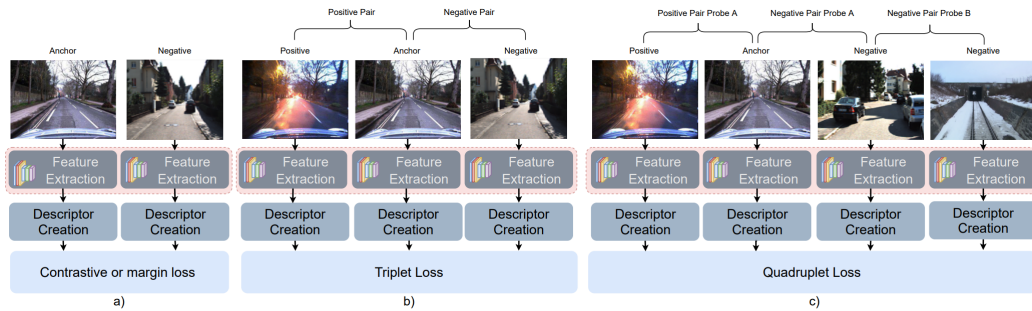 Positive Pair
Negative Pair
Positive Pair Probe A
Negative Pair Probe A
Negative Pair Probe B
Anchor
Negative
Positive
Anchor
Negative
Positive
Anchor
Negative
Negative
Feature
Extraction
Feature
Extraction
Feature
Extraction
Feature
Extraction
Feature
Extraction
Feature
Extraction
Feature
Extraction
Feature
Extraction
Feature
Extraction
Descriptor
Creation
Descriptor
Creation
Descriptor
Creation
Descriptor
Creation
Descriptor
Creation
Descriptor
Creation
Descriptor
Creation
Descriptor
Creation
Descriptor
Creation
Contrastive or margin loss
Triplet Loss
Quadruplet Loss
a)
b)
c)